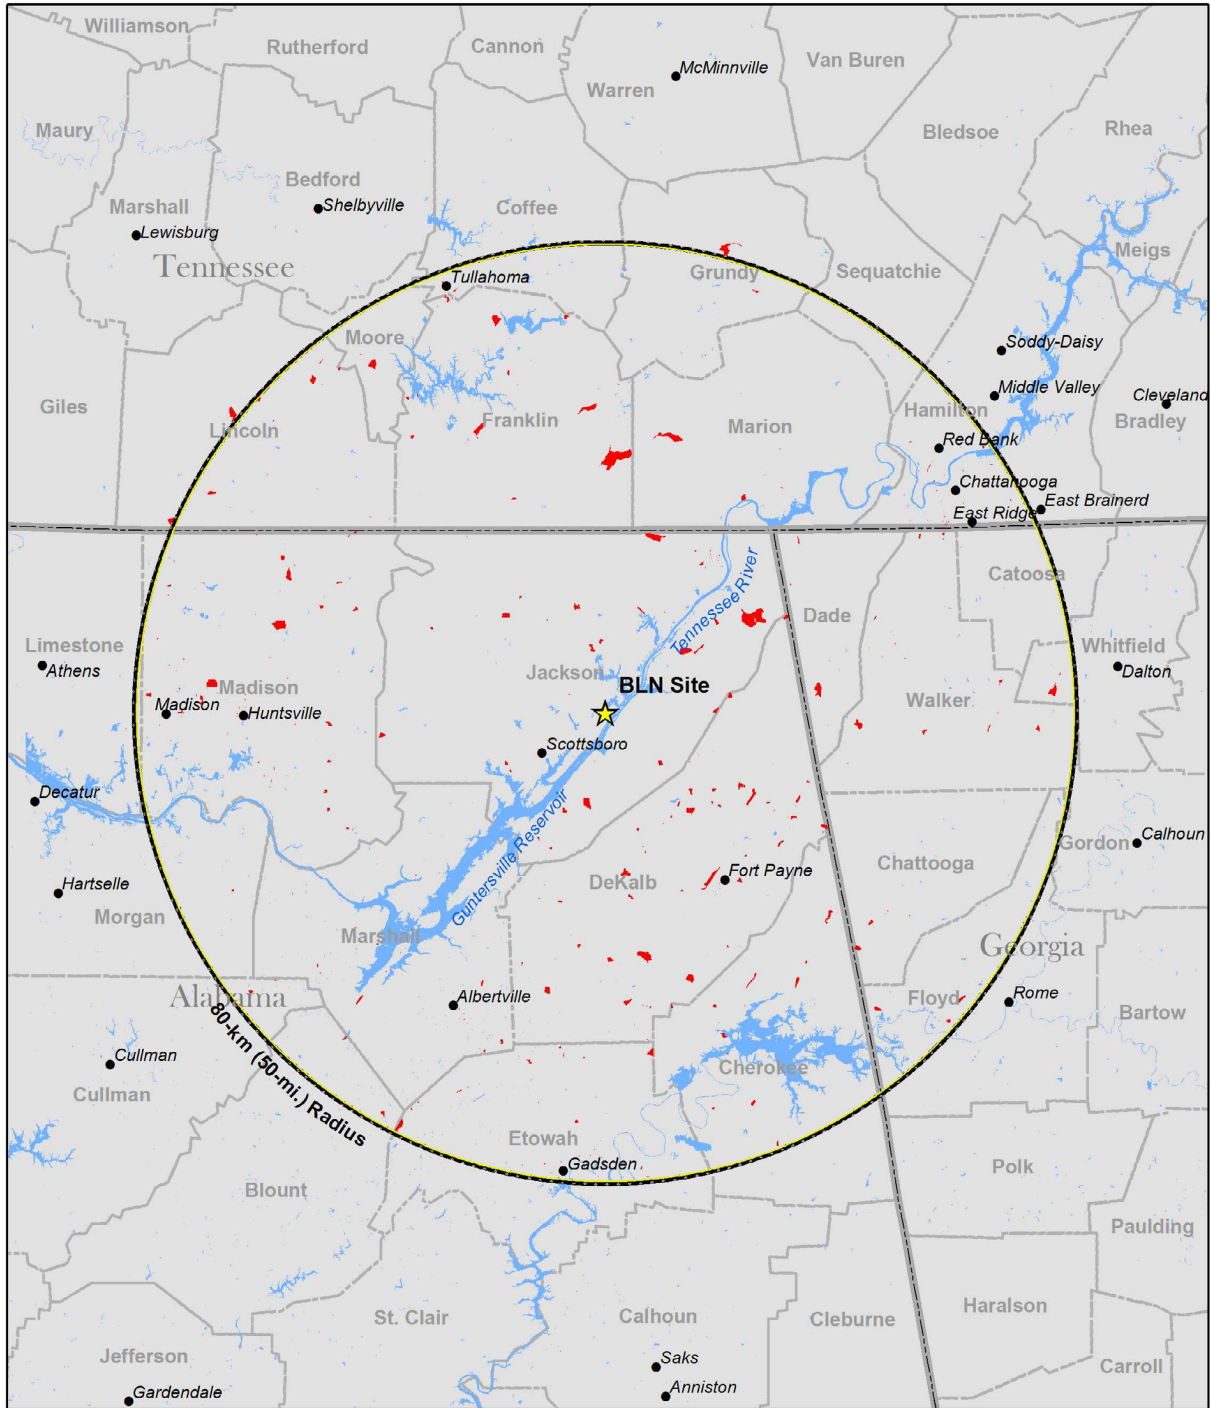 Williamson
Rutherford
Cannon
McMinnville
Van Buren
Warren
Maury
Bledsoe
Rhea
Bedford
Marshall
Shelbyville
Coffee
Lewisburg
Meigs
Tennessee
Grundy
Sequatchie
Tullahoma
Moore
Soddy-Daisy
Middle Valley
Cleveland
Giles
Hamilton
Franklin
Marion
Bradley
Lincoln
Red Bank
Chattanooga
East Brainerd
East Ridge
Catoosa
Tennessee River
Dade
Limestone
Whitfield
Athens
Jackson
Dalton
Madison
BLN Site
Walker
Madison
Huntsville
Scottsboro
Decatur
Guntersville Reservoir
Calhoun
Gordon
Chattooga
Fort Payne
Hartselle
DeKalb
Morgan
Marshall
Georgia
Alabama
Albertville
Floyd
Rome
Bartow
80-km (50-mi.) Radius
Cullman
Cherokee
Cullman
Etowah
Gadsden
Polk
Blount
Paulding
Haralson
St. Clair
Calhoun
Cleburne
Jefferson
Saks
Carroll
Gardendale
Anniston